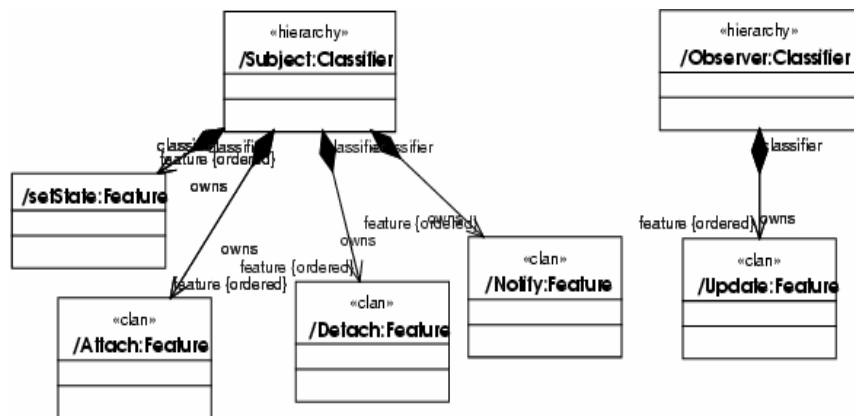 «hierarchy»
/Subject:Classifier
«hierarchy»
/Observer:Classifier
classifier
classifier
classifier
classifier
classifier
feature {ordered}
owns
/setState:Feature
owns
feature {ordered}
«clan»
/Attach:Feature
owns
feature {ordered}
«clan»
/Detach:Feature
feature {ordered}
owns
«clan»
/Notify:Feature
feature {ordered}
owns
«clan»
/Update:Feature